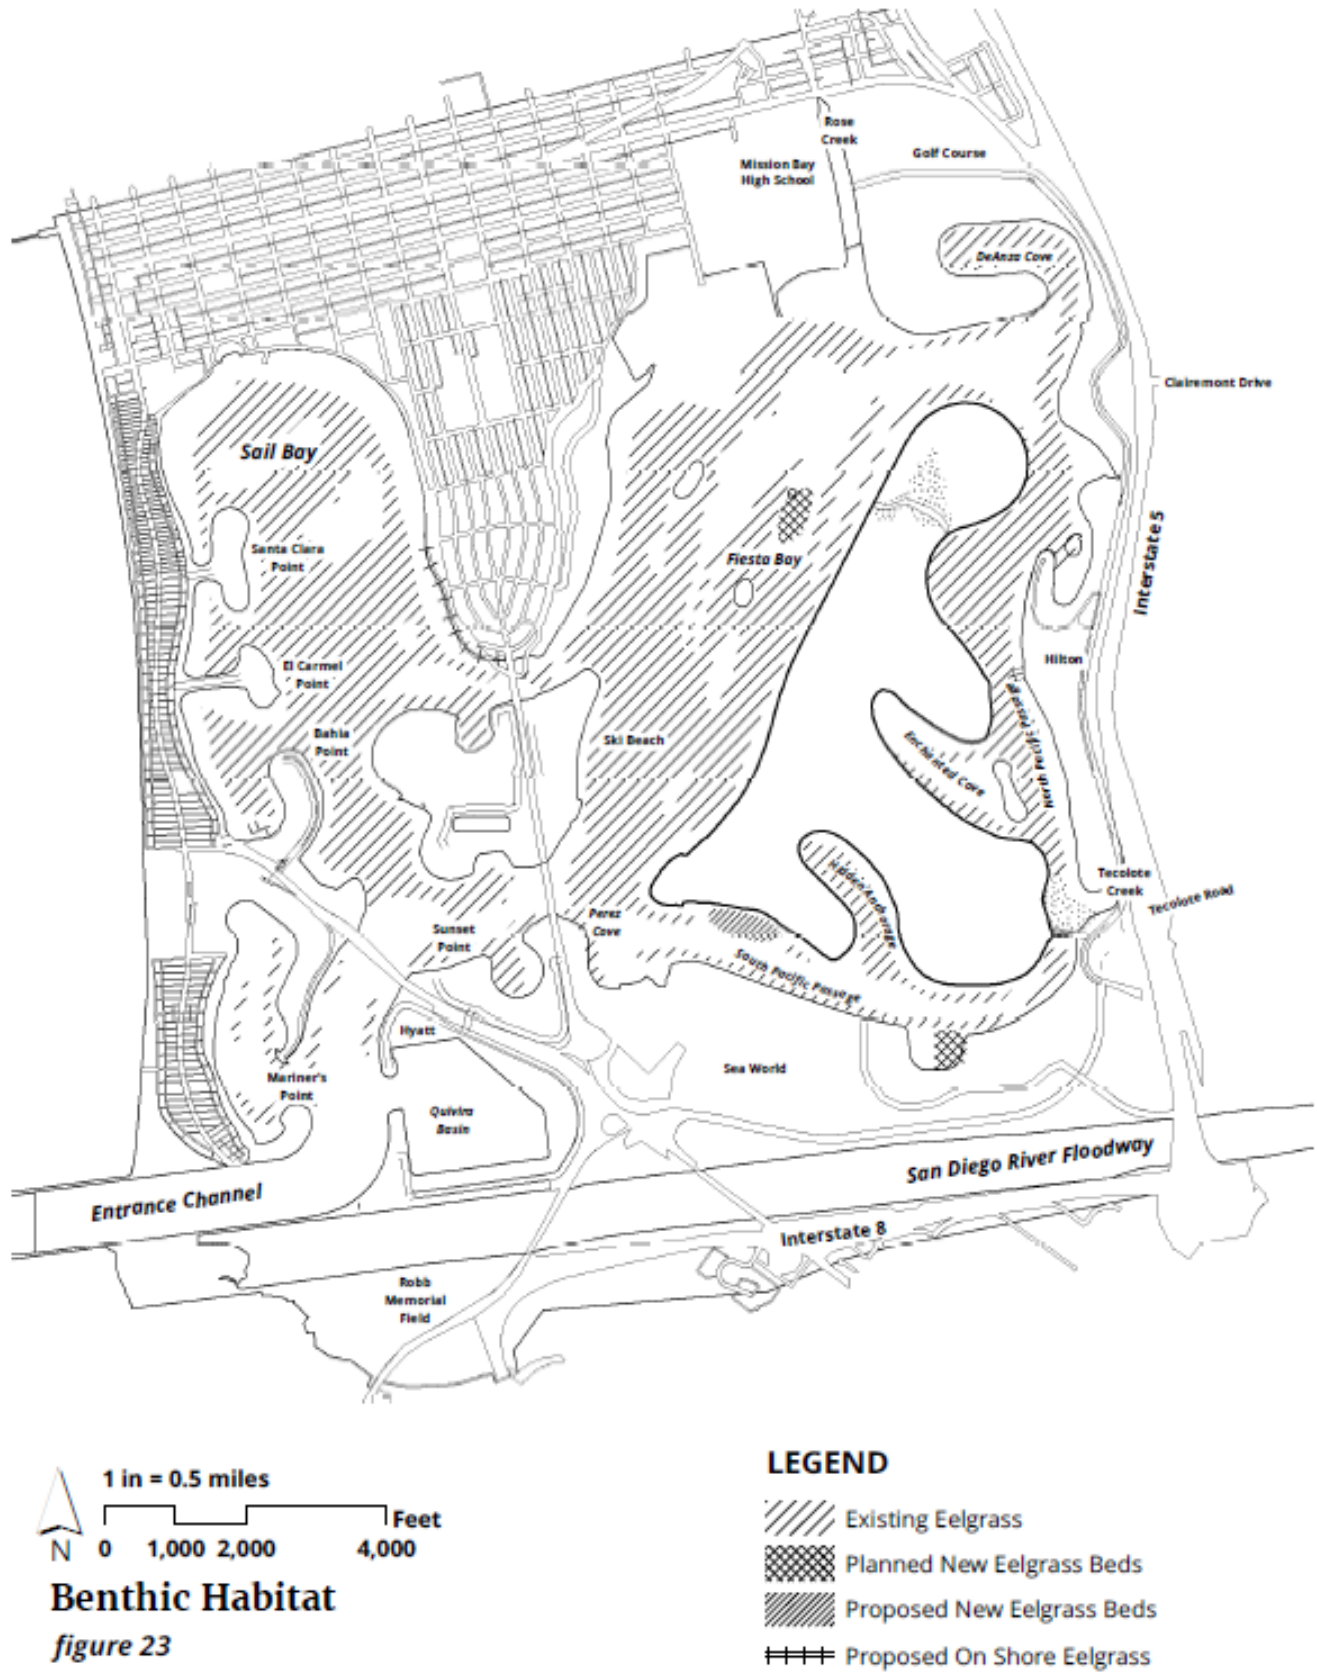 Rose
Creek
Golf Course
Mission Bay
High School
DeAnza Cove
Clairemont Drive
Sail Bay
Interstate 5
Santa Clara
Point
Fiesta Bay
Hilton
El Carmel
Point
North Pacific Passage
Bahia
Point
Ski Beach
Enchanted Cove
Tecolote
Creek
Tecolote Road
Hidden Anchorage
Perez
Cove
Sunset
Point
South Pacific Passage
Hyatt
Sea World
Mariner's
Point
Quivira
Basin
San Diego River Floodway
Entrance Channel
Interstate 8
Robb
Memorial
Field
1 in = 0.5 miles
Feet
N 0 1,000 2,000 4,000
Benthic Habitat
figure 23
LEGEND
Existing Eelgrass
Planned New Eelgrass Beds
Proposed New Eelgrass Beds
Proposed On Shore Eelgrass